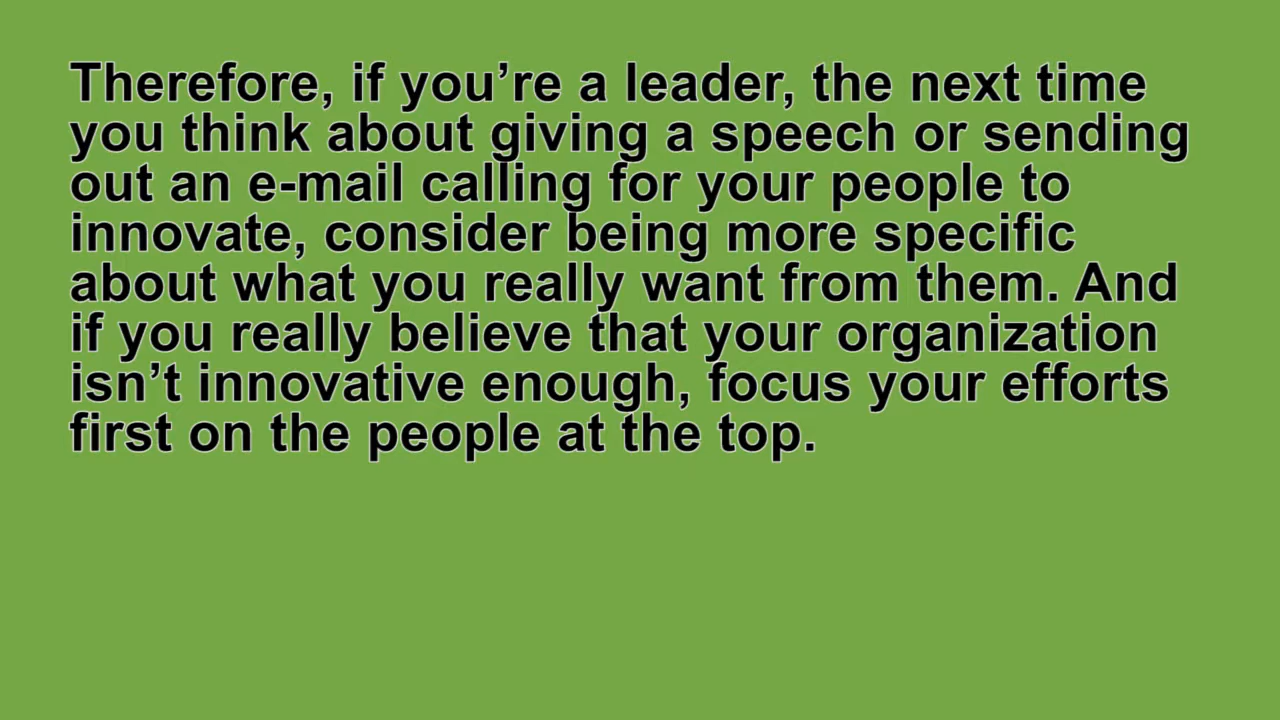 Therefore, if you’re a leader, the next time
you think about giving a speech or sending
out an e-mail calling for your people to
innovate, consider being more specific
about what you really want from them. And
if you really believe that your organization
isn’t innovative enough, focus your efforts
first on the people at the top.